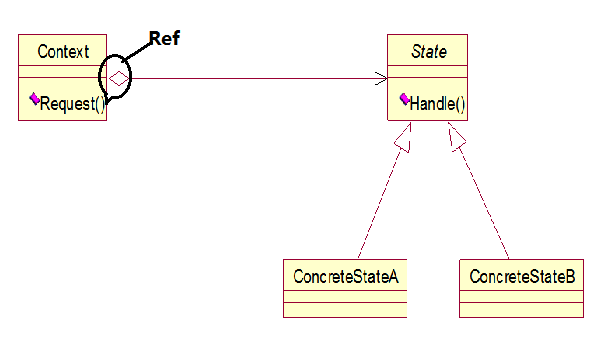 Ref
Context
State
Request()
Handle()
ConcreteStateA
ConcreteStateB